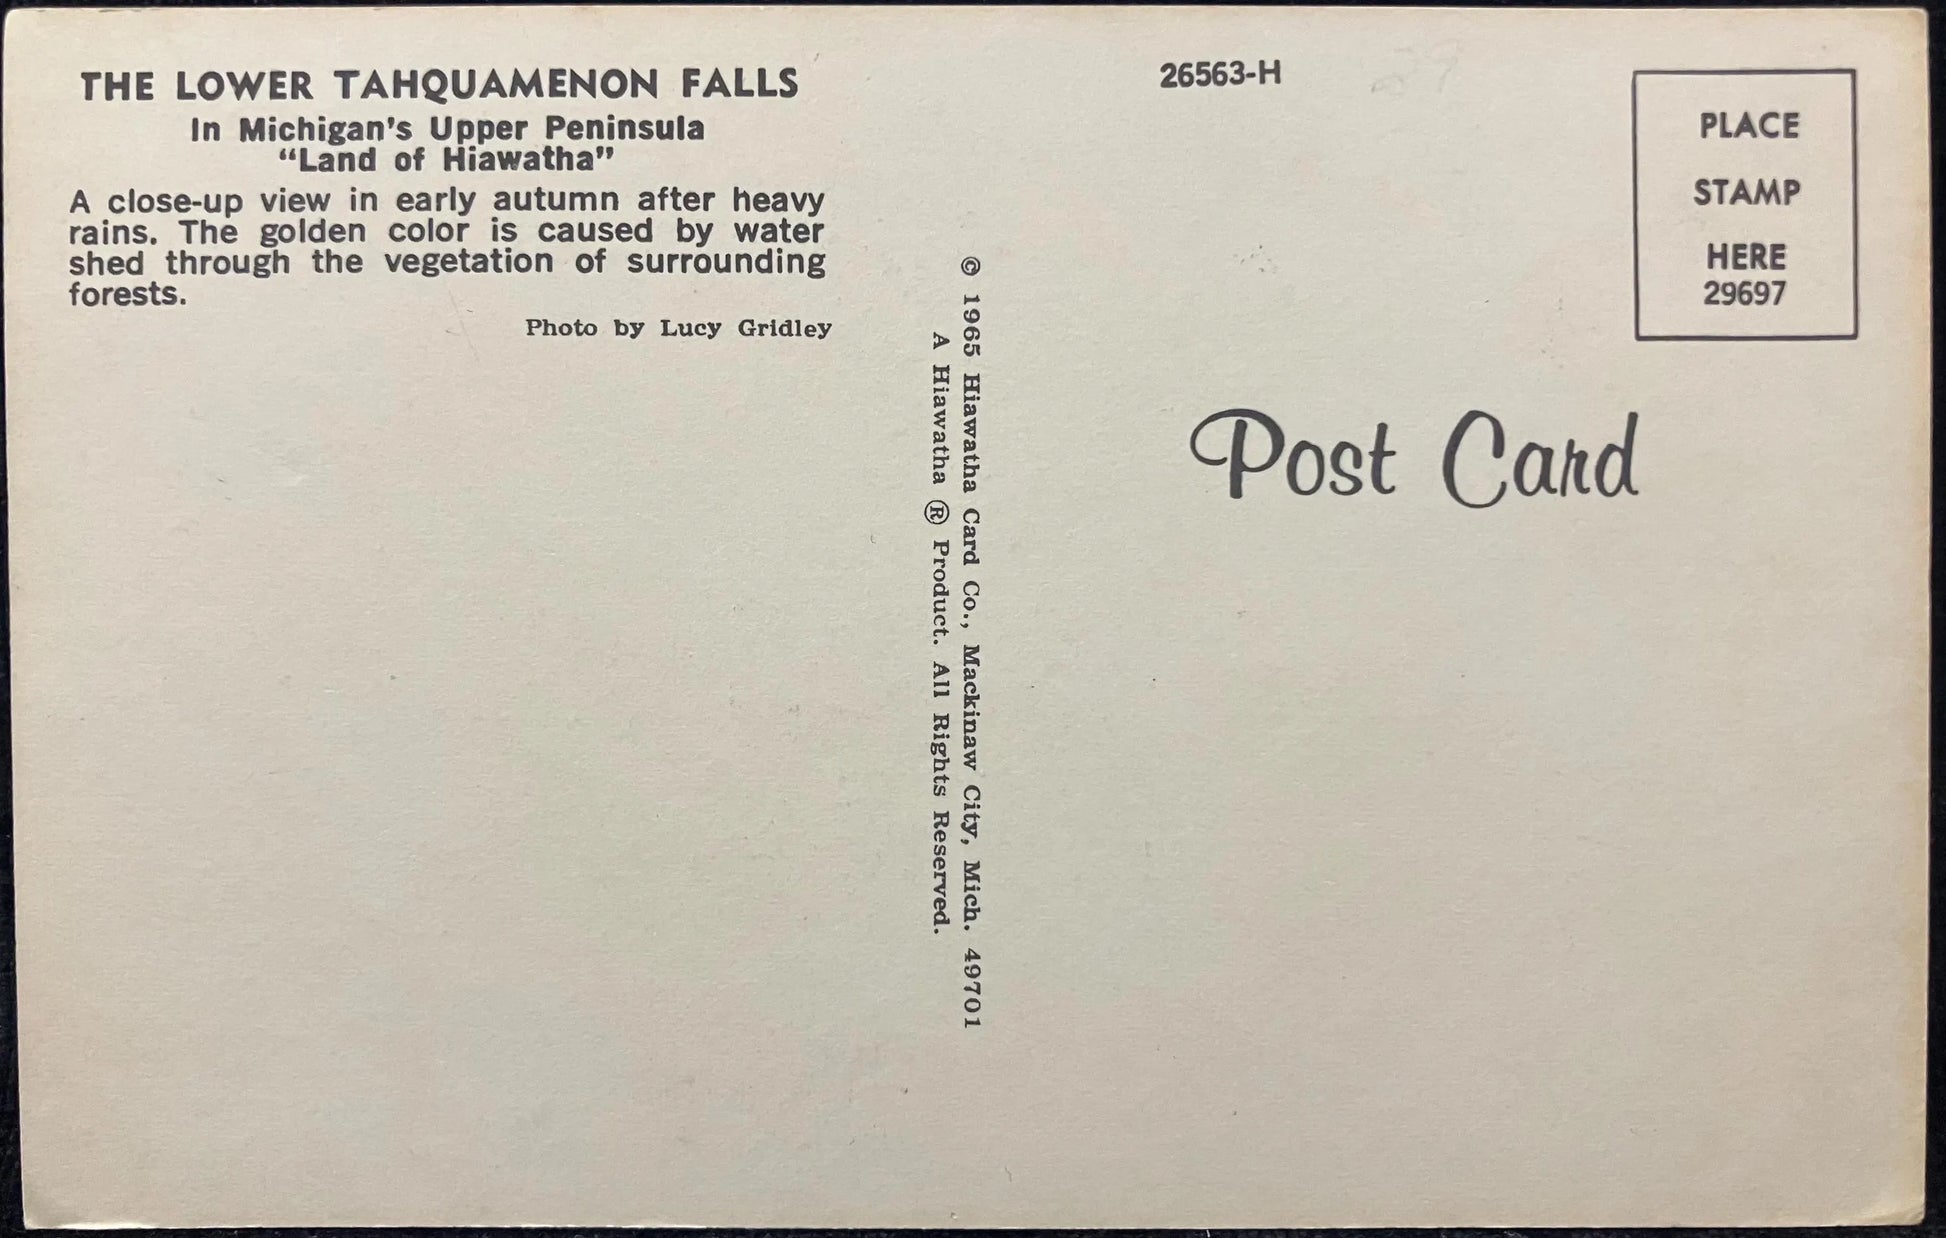 THE LOWER TAHQUAMENON FALLS
In Michigan's Upper Peninsula
“Land of Hiawatha”
A close-up view in early autumn after heavy
rains. The golden color is caused by water
shed through the vegetation of surrounding
forests.
Photo by Lucy Gridley
© 1965 Hiawatha Card Co., Mackinaw City, Mich. 49701
A Hiawatha ® Product. All Rights Reserved.
26563-H
PLACE
STAMP
HERE
29697
Post Card